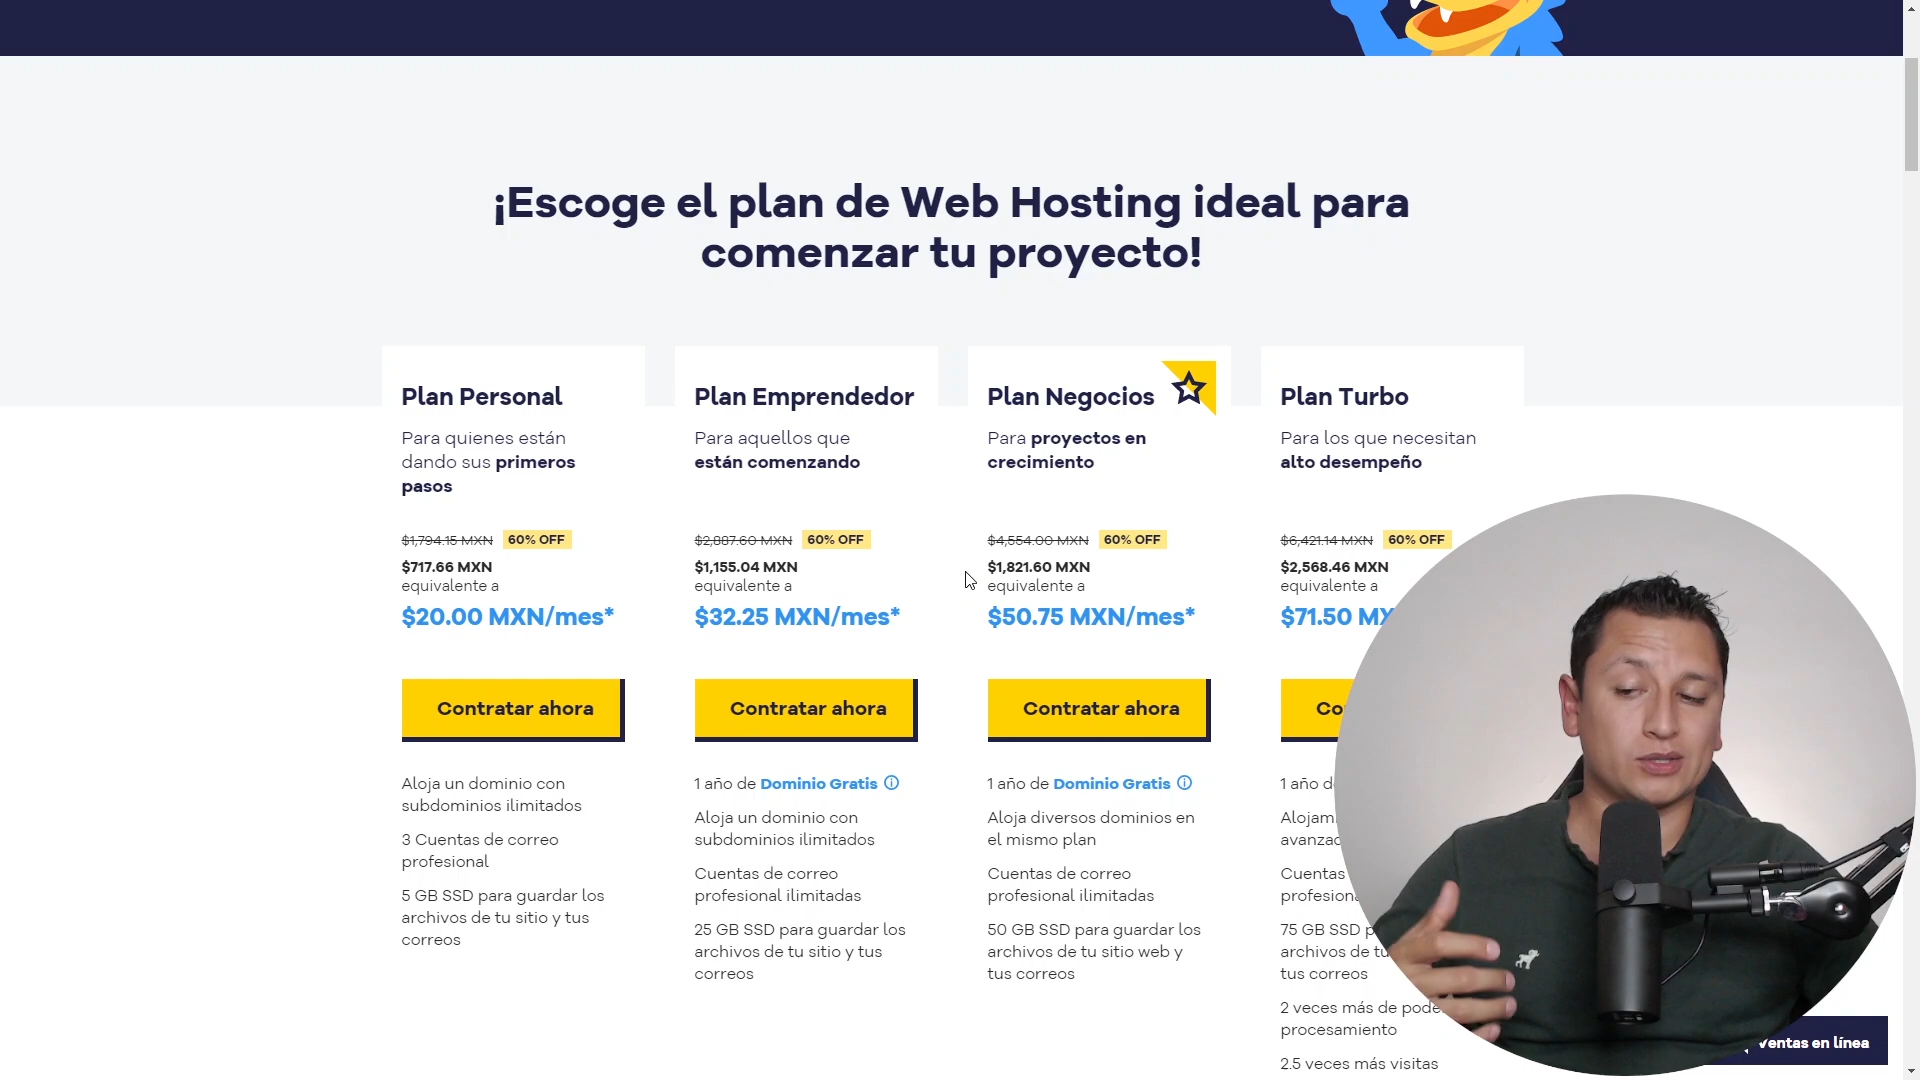 ¡Escoge el plan de Web Hosting ideal para
comenzar tu proyecto!
Plan Personal
Para quienes están
dando sus primeros
pasos
$1,794.15 MXN 60% OFF
$717.66 MXN
equivalente a
$20.00 MXN/mes*
Contratar ahora
Aloja un dominio con
subdominios ilimitados
3 Cuentas de correo
profesional
5 GB SSD para guardar los
archivos de tu sitio y tus
correos
Plan Emprendedor
Para aquellos que
están comenzando
$2,887.60 MXN 60% OFF
$1,155.04 MXN
equivalente a
$32.25 MXN/mes*
Contratar ahora
1 año de Dominio Gratis
Aloja un dominio con
subdominios ilimitados
Cuentas de correo
profesional ilimitadas
25 GB SSD para guardar los
archivos de tu sitio y tus
correos
Plan Negocios
Para proyectos en
crecimiento
$4,554.00 MXN 60% OFF
$1,821.60 MXN
equivalente a
$50.75 MXN/mes*
Contratar ahora
1 año de Dominio Gratis
Aloja diversos dominios en
el mismo plan
Cuentas de correo
profesional ilimitadas
50 GB SSD para guardar los
archivos de tu sitio web y
tus correos
Plan Turbo
Para los que necesitan
alto desempeño
$6,421.14 MXN 60% OFF
$2,568.46 MXN
equivalente a
$71.50
1 año
Cuentas
75 GB SSD
archivos de
tus correos
2 veces más de
procesamiento
2.5 veces más visitas
Ventas en línea